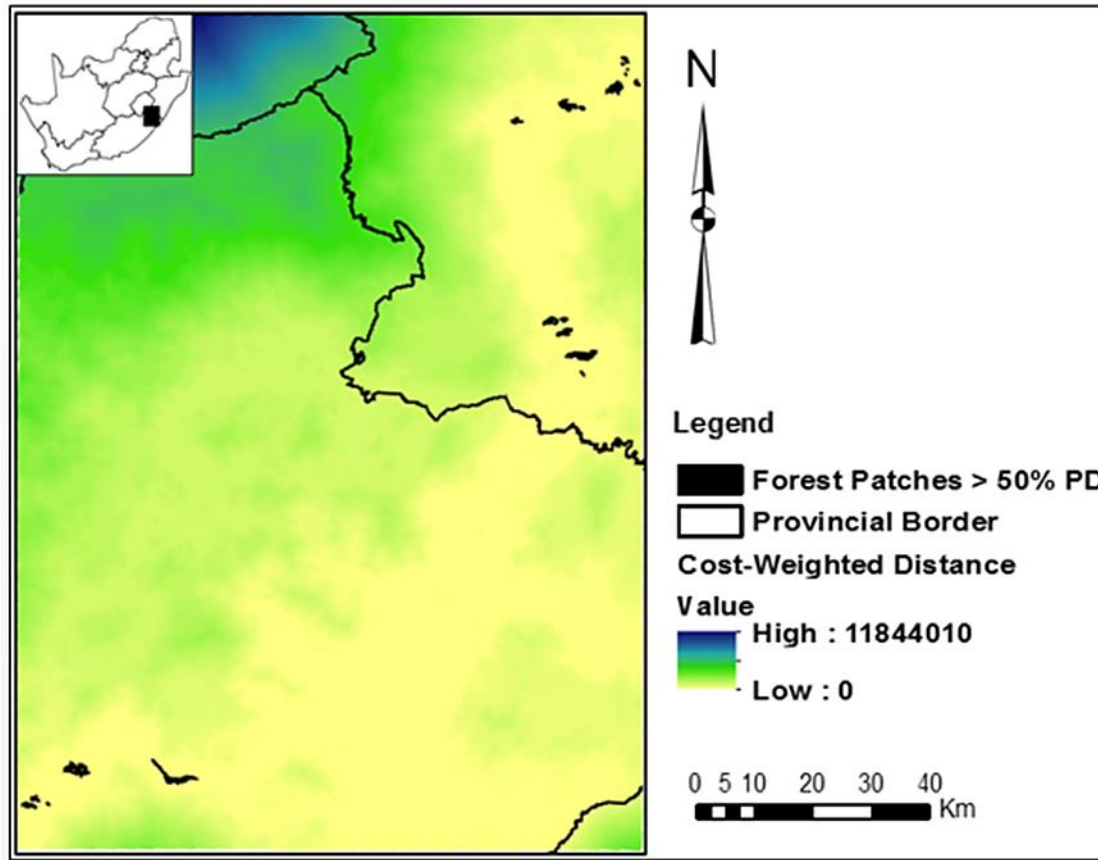 N
Legend
Forest Patches > 50% PD
Provincial Border
Cost-Weighted Distance
Value
High : 11844010
Low : 0
0 5 10 20 30 40
Km